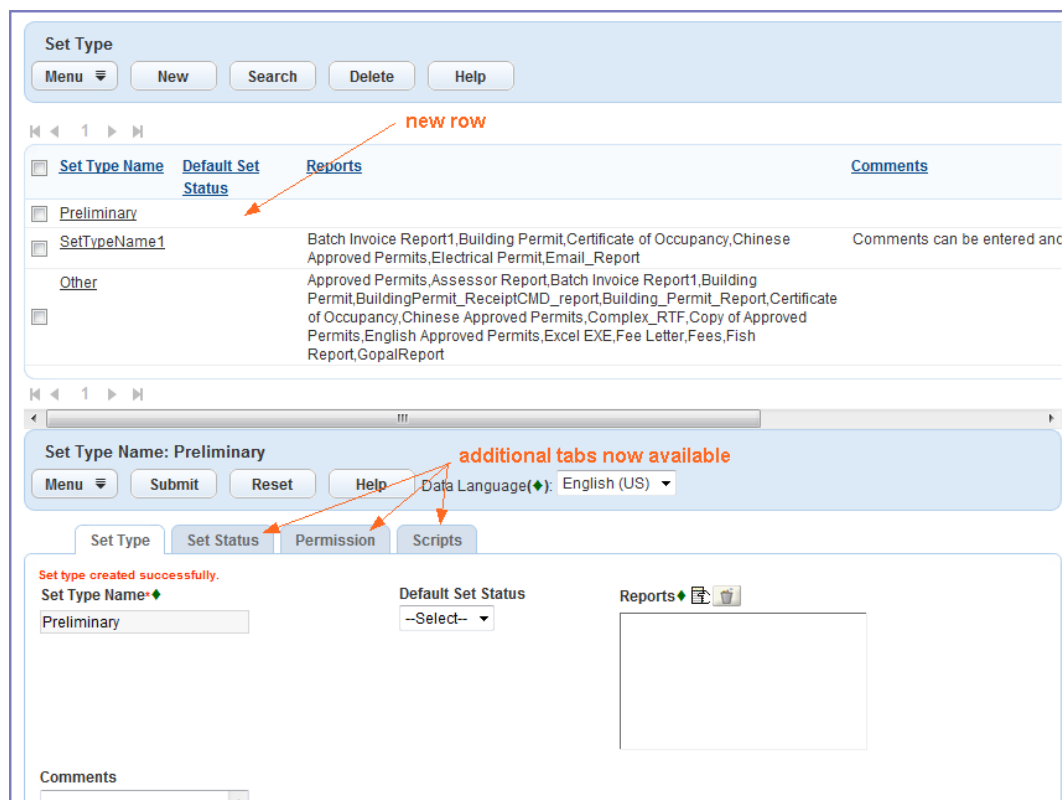 Set Type
Menu New Search Delete Help
new row
1
Set Type Name Default Set Status Reports Comments
Preliminary
SetTypeName1 Batch Invoice Report1,Building Permit,Certificate of Occupancy,Chinese Comments can be entered and
Approved Permits,Electrical Permit,Email_Report
Other Approved Permits,Assessor Report,Batch Invoice Report1,Building
Permit,BuildingPermit_ReceiptCMD_report,Building_Permit_Report,Certificate
of Occupancy,Chinese Approved Permits,Complex_RTF,Copy of Approved
Permits,English Approved Permits,Excel EXE,Fee Letter,Fees,Fish
Report,GopalReport
1
Set Type Name: Preliminary
additional tabs now available
Menu Submit Reset Help Data Language(♦): English (US)
Set Type Set Status Permission Scripts
Set type created successfully.
Set Type Name*♦ Default Set Status Reports♦
Preliminary --Select--
Comments